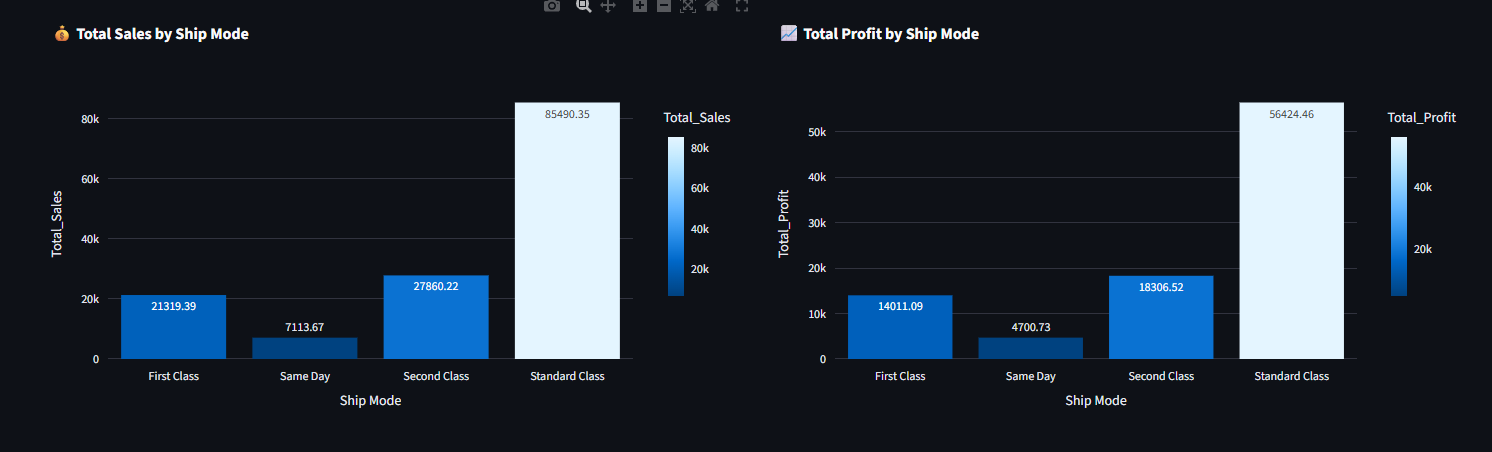 💰 Total Sales by Ship Mode
Total_Sales
80k
60k
40k
20k
0
85490.35
27860.22
21319.39
7113.67
First Class
Same Day
Second Class
Standard Class
Ship Mode
Total_Sales
80k
60k
40k
20k
📈 Total Profit by Ship Mode
Total_Profit
50k
40k
30k
20k
10k
0
56424.46
18306.52
14011.09
4700.73
First Class
Same Day
Second Class
Standard Class
Ship Mode
Total_Profit
40k
20k